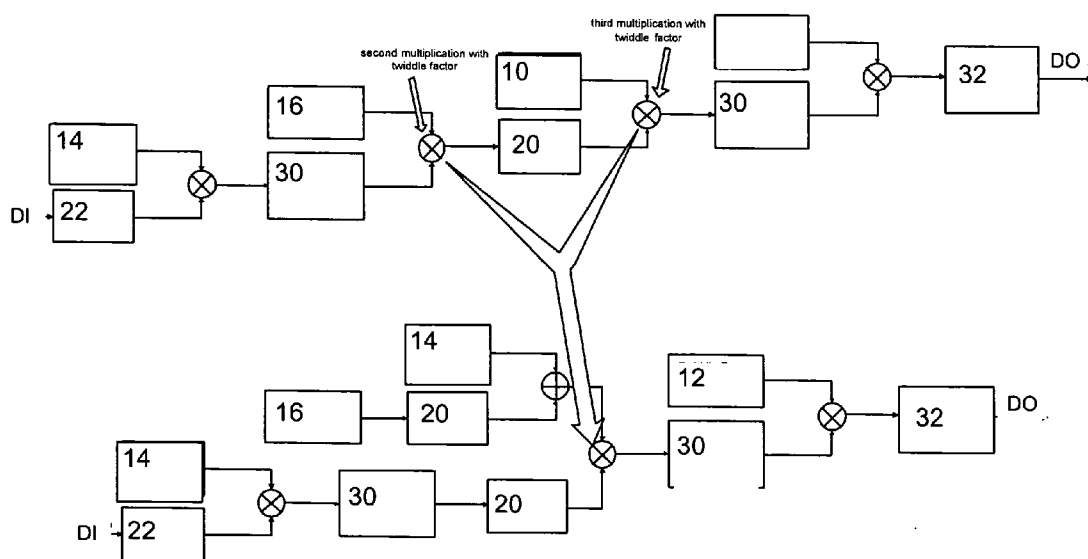 third multiplication with
twiddle factor
second multiplication with
twiddle factor
10
32
DO
16
30
14
30
20
22
DI
14
12
DO
16
20
32
14
30
30
20
DI
22